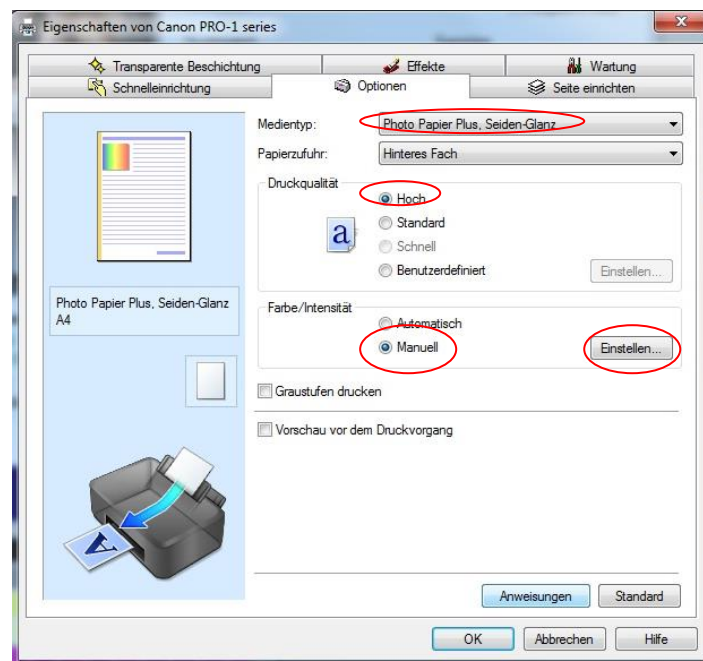 Eigenschaften von Canon PRO-1 series
Transparente Beschichtung
Effekte
Wartung
Schnelleinrichtung
Optionen
Seite einrichten
Medientyp:
Photo Papier Plus, Seiden-Glanz
Papierzufuhr:
Hinteres Fach
Druckqualität
Hoch
a
Standard
Schnell
Benutzerdefiniert
Einstellen...
Photo Papier Plus, Seiden-Glanz
A4
Farbe/Intensität
Automatisch
Manuell
Einstellen...
Graustufen drucken
Vorschau vor dem Druckvorgang
A
Anweisungen
Standard
OK
Abbrechen
Hilfe